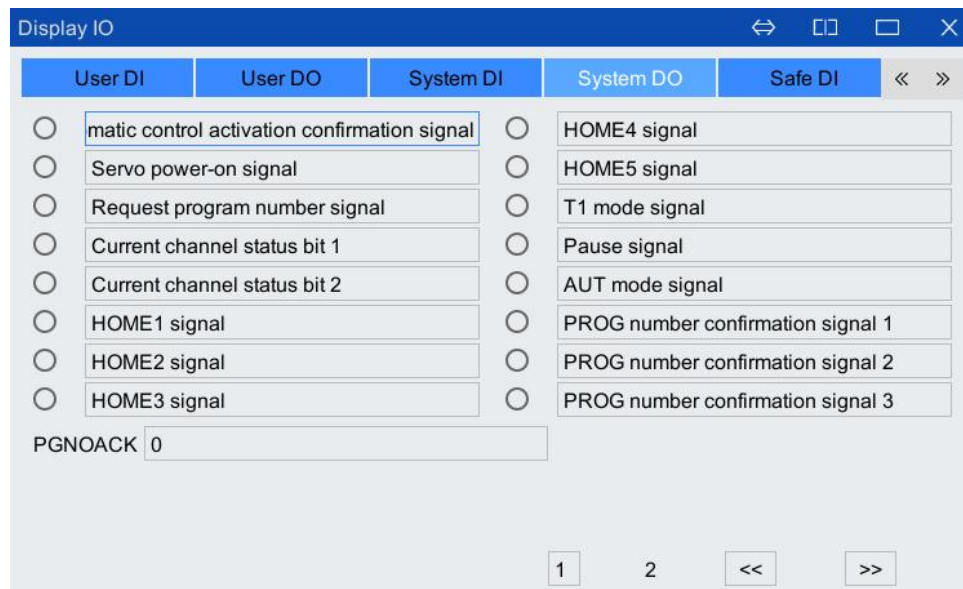 Display IO
User DI User DO System DI System DO Safe DI « »
matic control activation confirmation signal HOME4 signal
Servo power-on signal HOME5 signal
Request program number signal T1 mode signal
Current channel status bit 1 Pause signal
Current channel status bit 2 AUT mode signal
HOME1 signal PROG number confirmation signal 1
HOME2 signal PROG number confirmation signal 2
HOME3 signal PROG number confirmation signal 3
PGNOACK 0
1 2 << >>